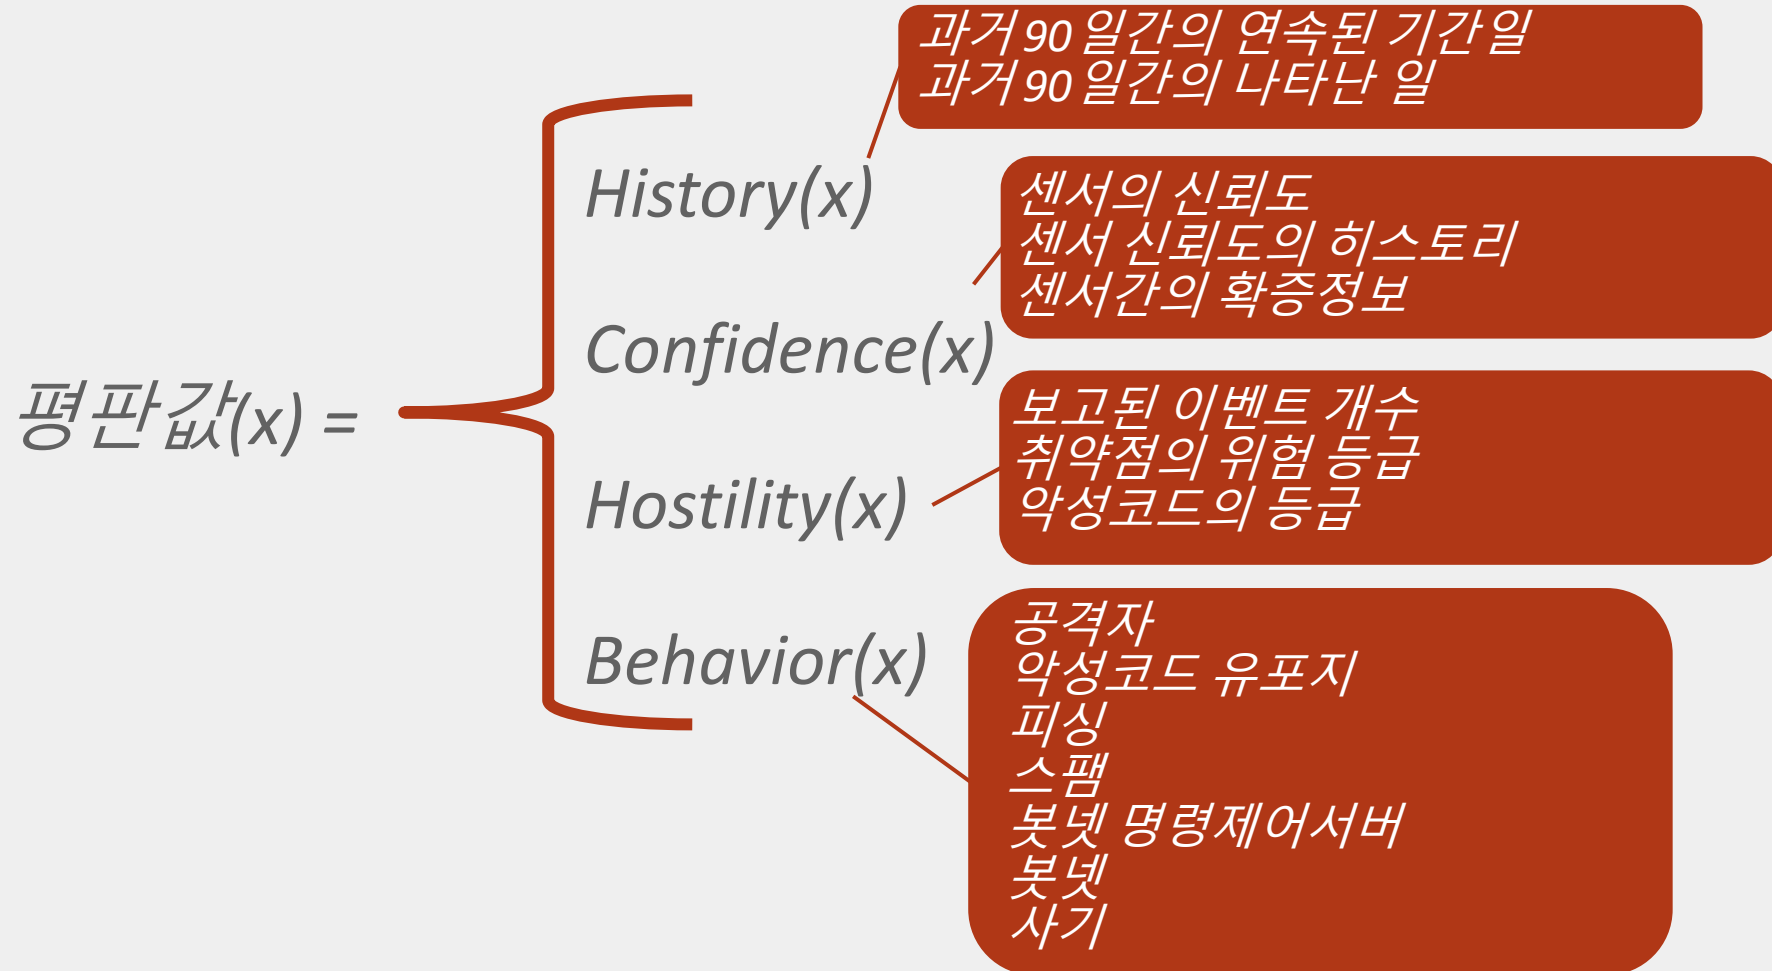 과거 90 일간의 연속된 기간일
과거 90 일간의 나타난 일
History(x)
센서의 신뢰도
센서 신뢰도의 히스토리
센서간의 확증정보
Confidence(x)
평판값(x) =
보고된 이벤트 개수
취약점의 위험 등급
악성코드의 등급
Hostility(x)
Behavior(x)
공격자
악성코드 유포지
피싱
스팸
봇넷 명령제어서버
봇넷
사기